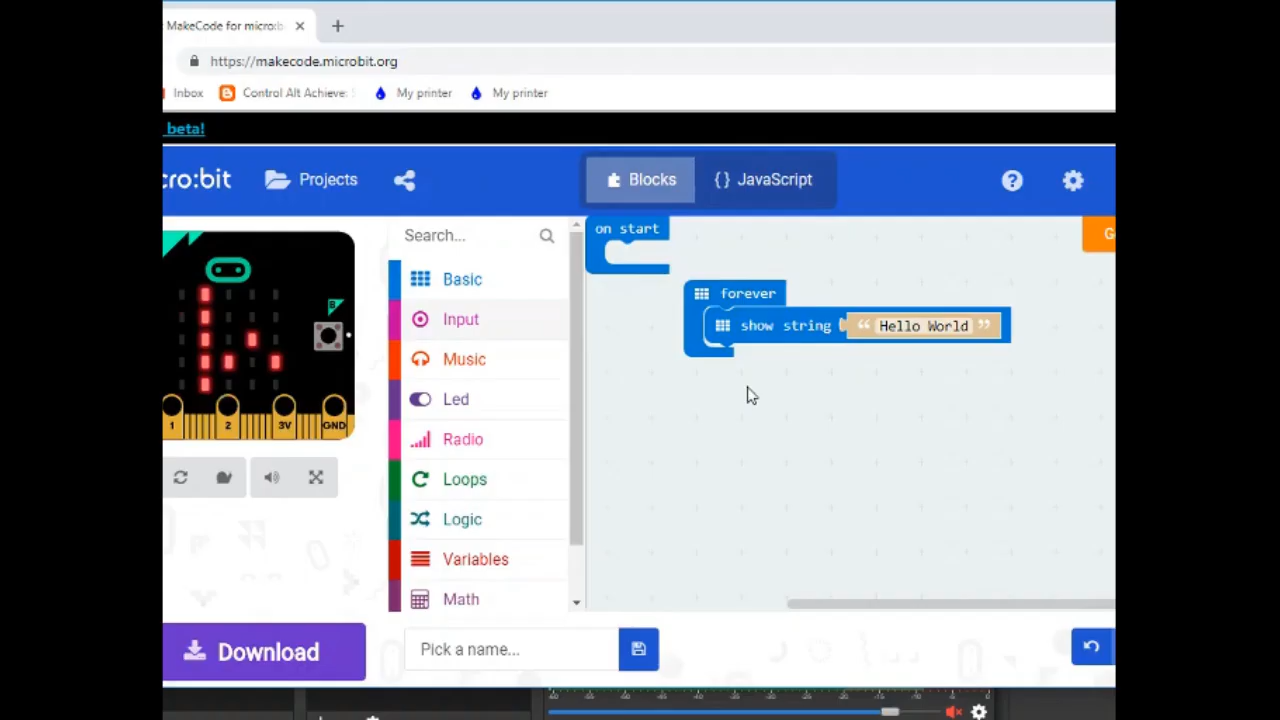 MakeCode for micro:b
https://makecode.microbit.org
Inbox Control Alt Achieve: My printer My printer
beta!
cro:bit Projects Blocks {} JavaScript
Search...
on start
Basic
forever
Input
show string “ Hello World ”
Music
Led
B
Radio
1 2 3V GND
Loops
Logic
Variables
Math
Download
Pick a name...